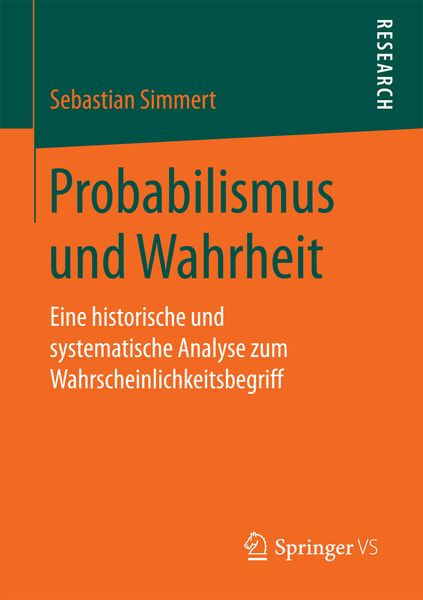 RESEARCH
Sebastian Simmert
Probabilismus
und Wahrheit
Eine historische und
systematische Analyse zum
Wahrscheinlichkeitsbegriff
Springer VS